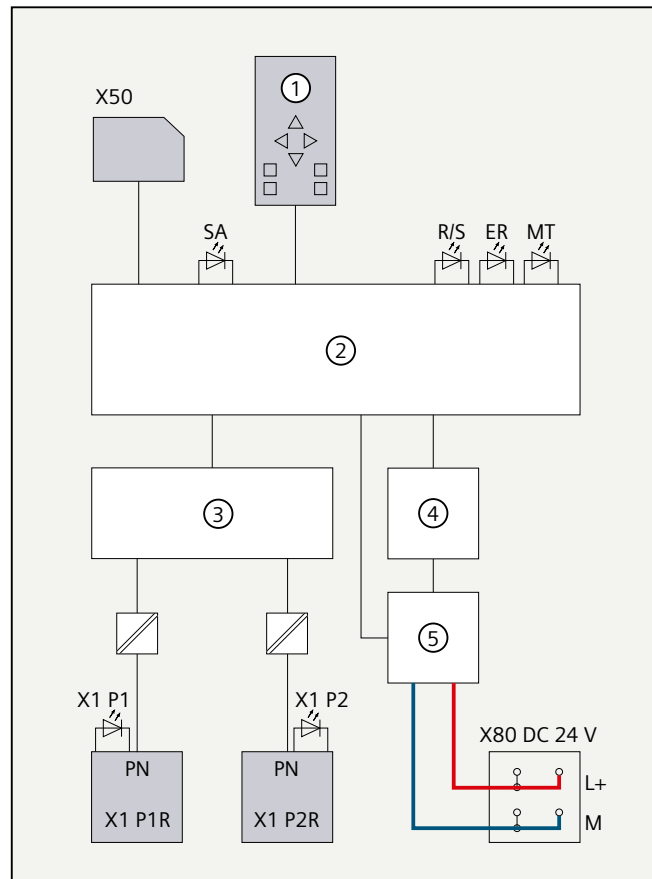 ①
X50
SA
R/S ER MT
②
③
④
⑤
X1 P1
X1 P2
X80 DC 24 V
PN
PN
L+
X1 P1R
X1 P2R
M